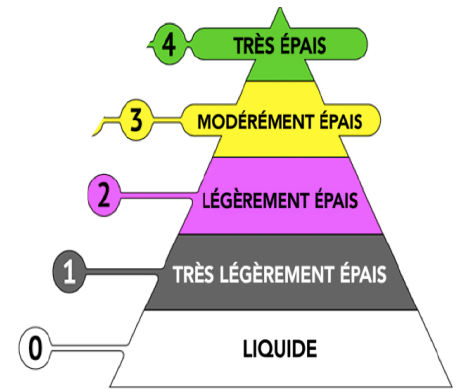 4 TRÈS ÉPAIS
3 MODÉRÉMENT ÉPAIS
2 LÉGÈREMENT ÉPAIS
1 TRÈS LÉGÈREMENT ÉPAIS
0 LIQUIDE